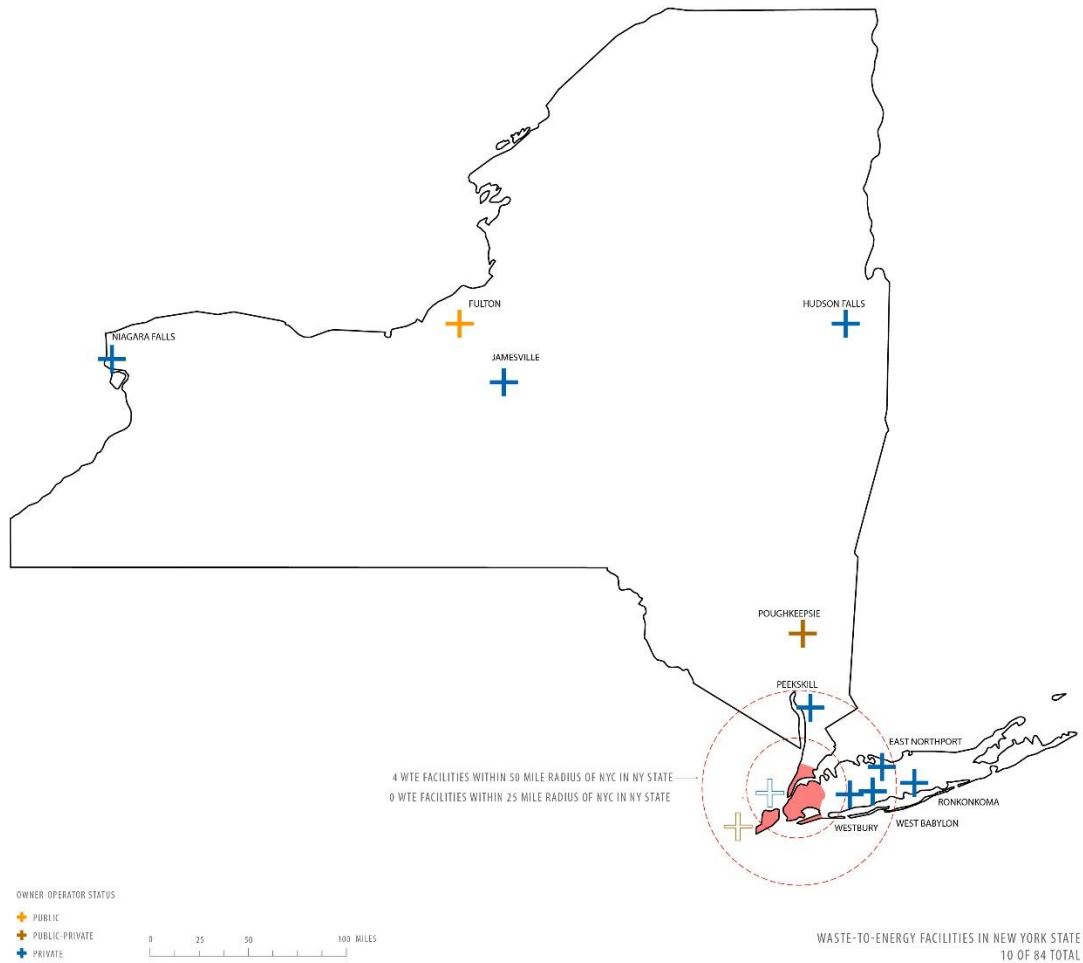 FULTON
HUDSON FALLS
NIAGARA FALLS
JAMESVILLE
POUGHKEEPSIE
PEEKSKILL
EAST NORTHPORT
4 WTE FACILITIES WITHIN 50 MILE RADIUS OF NYC IN NY STATE
0 WTE FACILITIES WITHIN 25 MILE RADIUS OF NYC IN NY STATE
RONKONKOMA
WEST BABYLON
WESTBURY
OWNER-OPERATOR STATUS
PUBLIC
PUBLIC-PRIVATE
PRIVATE
0 25 50 100 MILES
WASTE-TO-ENERGY FACILITIES IN NEW YORK STATE
10 OF 84 TOTAL